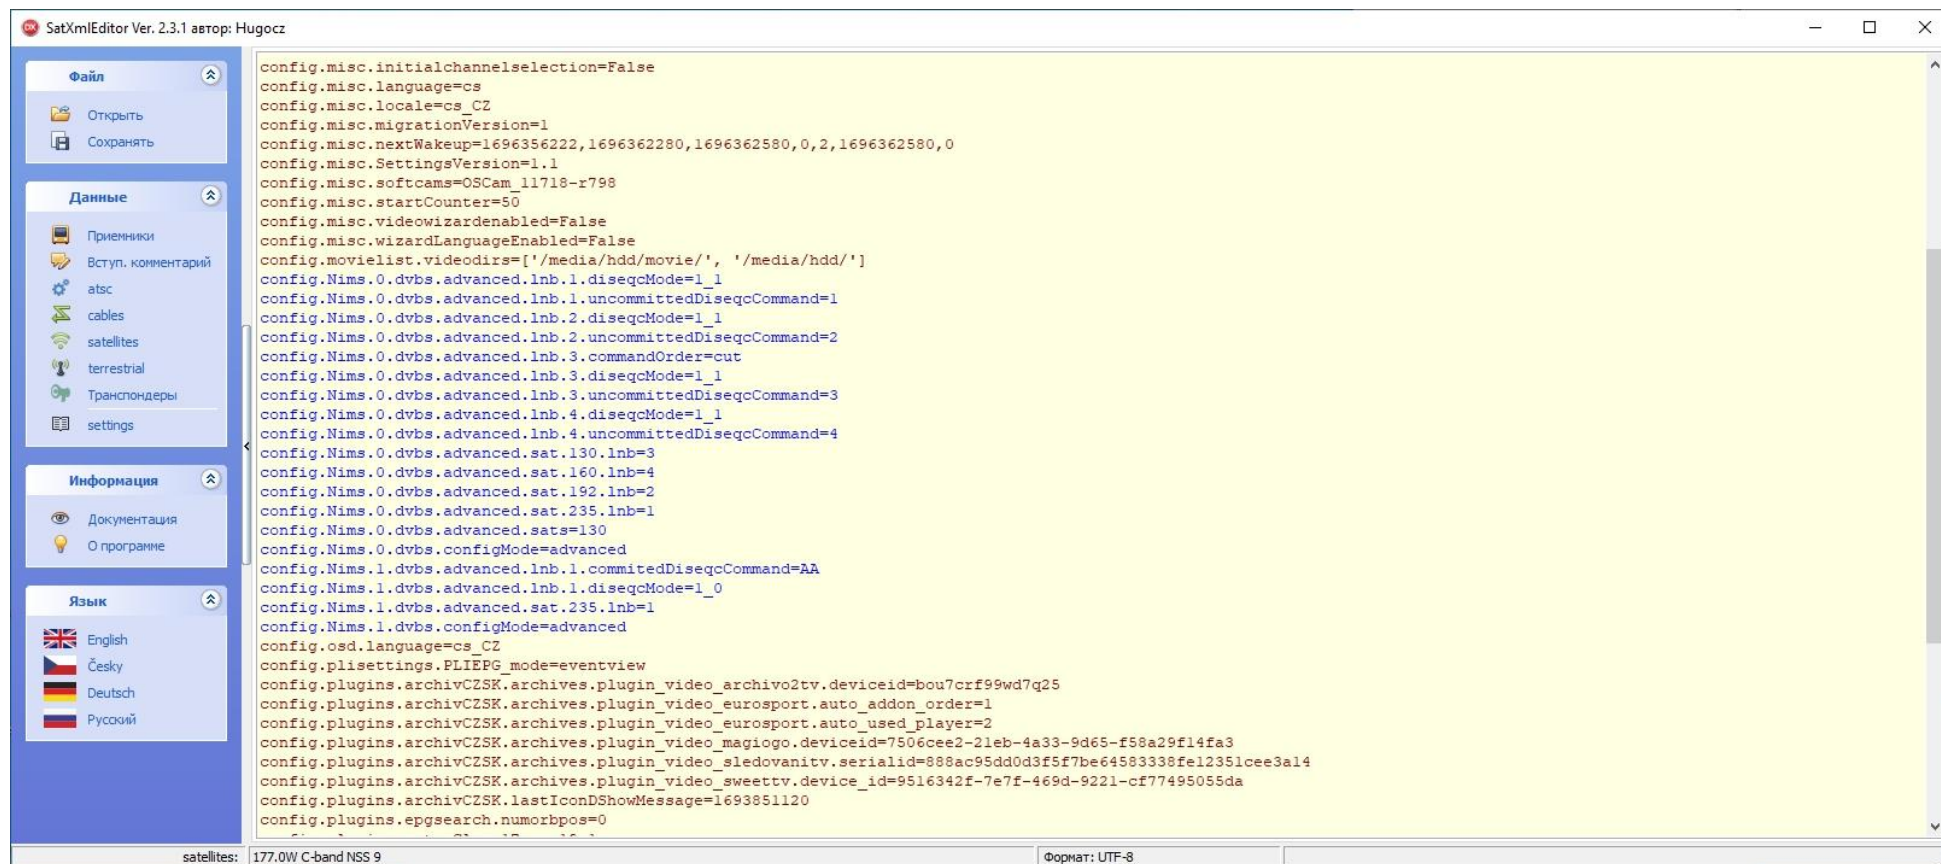 SatXmlEditor Ver. 2.3.1 автор: Hugocz
Файл
Открыть
Сохранять
Данные
Приемники
Вступ. комментарий
atsc
cables
satellites
terrestrial
Транспондеры
settings
Информация
Документация
О программе
Язык
English
Česky
Deutsch
Русский
config.misc.initialchannelselection=False
config.misc.language=cs
config.misc.locale=cs_CZ
config.misc.migrationVersion=1
config.misc.nextWakeup=1696356222,1696362280,1696362580,0,2,1696362580,0
config.misc.SettingsVersion=1.1
config.misc.softcams=OSCam_11718-r798
config.misc.startCounter=50
config.misc.videowizardenabled=False
config.misc.wizardLanguageEnabled=False
config.movielist.videodirs=['/media/hdd/movie/', '/media/hdd/']
config.Nims.0.dvbs.advanced.lnb.1.diseqcMode=1_1
config.Nims.0.dvbs.advanced.lnb.1.uncommittedDiseqcCommand=1
config.Nims.0.dvbs.advanced.lnb.2.diseqcMode=1_1
config.Nims.0.dvbs.advanced.lnb.2.uncommittedDiseqcCommand=2
config.Nims.0.dvbs.advanced.lnb.3.commandOrder=cut
config.Nims.0.dvbs.advanced.lnb.3.diseqcMode=1_1
config.Nims.0.dvbs.advanced.lnb.3.uncommittedDiseqcCommand=3
config.Nims.0.dvbs.advanced.lnb.4.diseqcMode=1_1
config.Nims.0.dvbs.advanced.lnb.4.uncommittedDiseqcCommand=4
config.Nims.0.dvbs.advanced.sat.130.lnb=3
config.Nims.0.dvbs.advanced.sat.160.lnb=4
config.Nims.0.dvbs.advanced.sat.192.lnb=2
config.Nims.0.dvbs.advanced.sat.235.lnb=1
config.Nims.0.dvbs.advanced.sats=130
config.Nims.0.dvbs.configMode=advanced
config.Nims.1.dvbs.advanced.lnb.1.commitedDiseqcCommand=AA
config.Nims.1.dvbs.advanced.lnb.1.diseqcMode=1_0
config.Nims.1.dvbs.advanced.sat.235.lnb=1
config.Nims.1.dvbs.configMode=advanced
config.osd.language=cs_CZ
config.plisettings.PLIEPG_mode=eventview
config.plugins.archivCZSK.archives.plugin_video_archivo2tv.deviceid=bou7crf99wd7q25
config.plugins.archivCZSK.archives.plugin_video_eurosport.auto_addon_order=1
config.plugins.archivCZSK.archives.plugin_video_eurosport.auto_used_player=2
config.plugins.archivCZSK.archives.plugin_video_magiogo.deviceid=7506cee2-21eb-4a33-9d65-f58a29f14fa3
config.plugins.archivCZSK.archives.plugin_video_sledovanitv.serialid=888ac95dd0d3f5f7be64583338fe12351cee3a14
config.plugins.archivCZSK.archives.plugin_video_sweettv.device_id=9516342f-7e7f-469d-9221-cf77495055da
config.plugins.archivCZSK.lastIconDShowMessage=1693851120
config.plugins.epgsearch.numorbpos=0
satellites: 177.0W C-band NSS 9
Формат: UTF-8